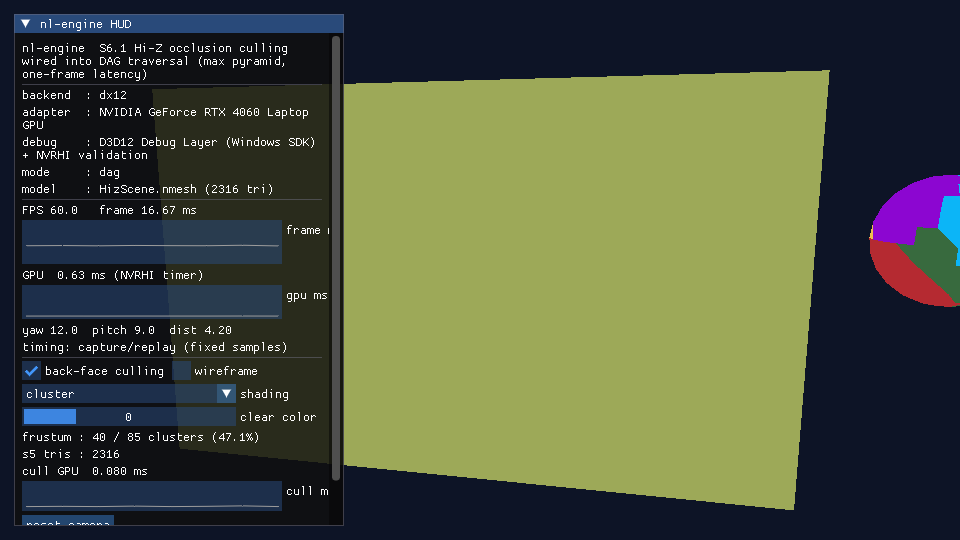 nl-engine HUD
nl-engine  S6.1 Hi-Z occlusion culling
wired into DAG traversal (max pyramid,
one-frame latency)
backend  : dx12
adapter  : NVIDIA GeForce RTX 4060 Laptop
GPU
debug    : D3D12 Debug Layer (Windows SDK)
+ NVRHI validation
mode     : dag
model    : HizScene.nmesh (2316 tri)
FPS 60.0   frame 16.67 ms
frame
GPU  0.63 ms (NVRHI timer)
gpu ms
yaw 12.0  pitch 9.0  dist 4.20
timing: capture/replay (fixed samples)
back-face culling  wireframe
cluster  shading
0  clear color
frustum : 40 / 85 clusters (47.1%)
s5 tris : 2316
cull GPU  0.080 ms
cull m
reset camera